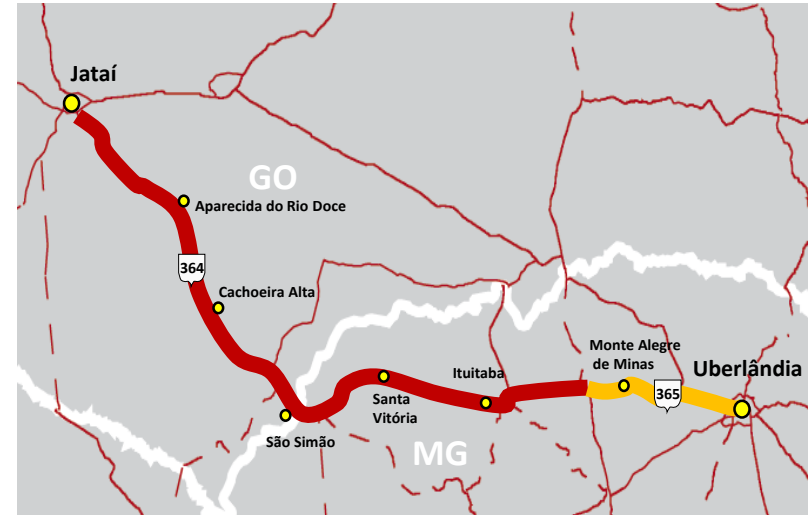 Jataí
GO
Aparecida do Rio Doce
364
Cachoeira Alta
Monte Alegre
de Minas
Ituitaba
Uberlândia
365
Santa
Vitória
São Simão
MG